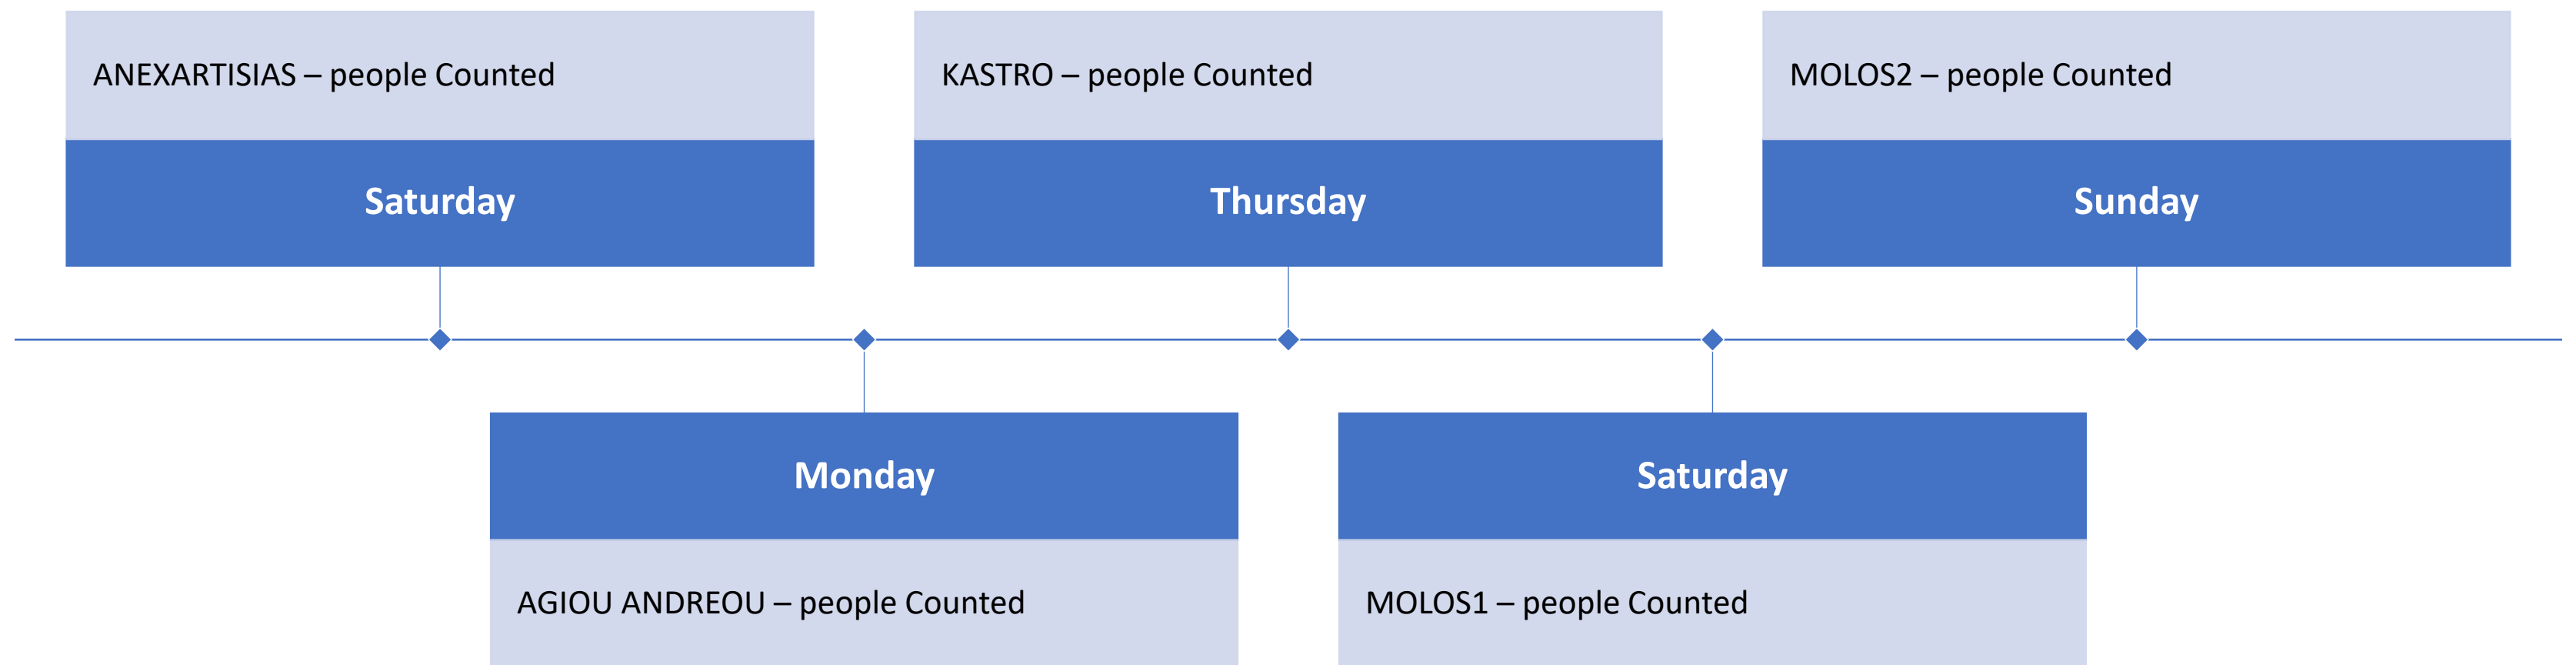 ANEXARTISIAS – people Counted
Saturday
KASTRO – people Counted
Thursday
MOLOS2 – people Counted
Sunday
Monday
AGIOU ANDREOU – people Counted
Saturday
MOLOS1 – people Counted